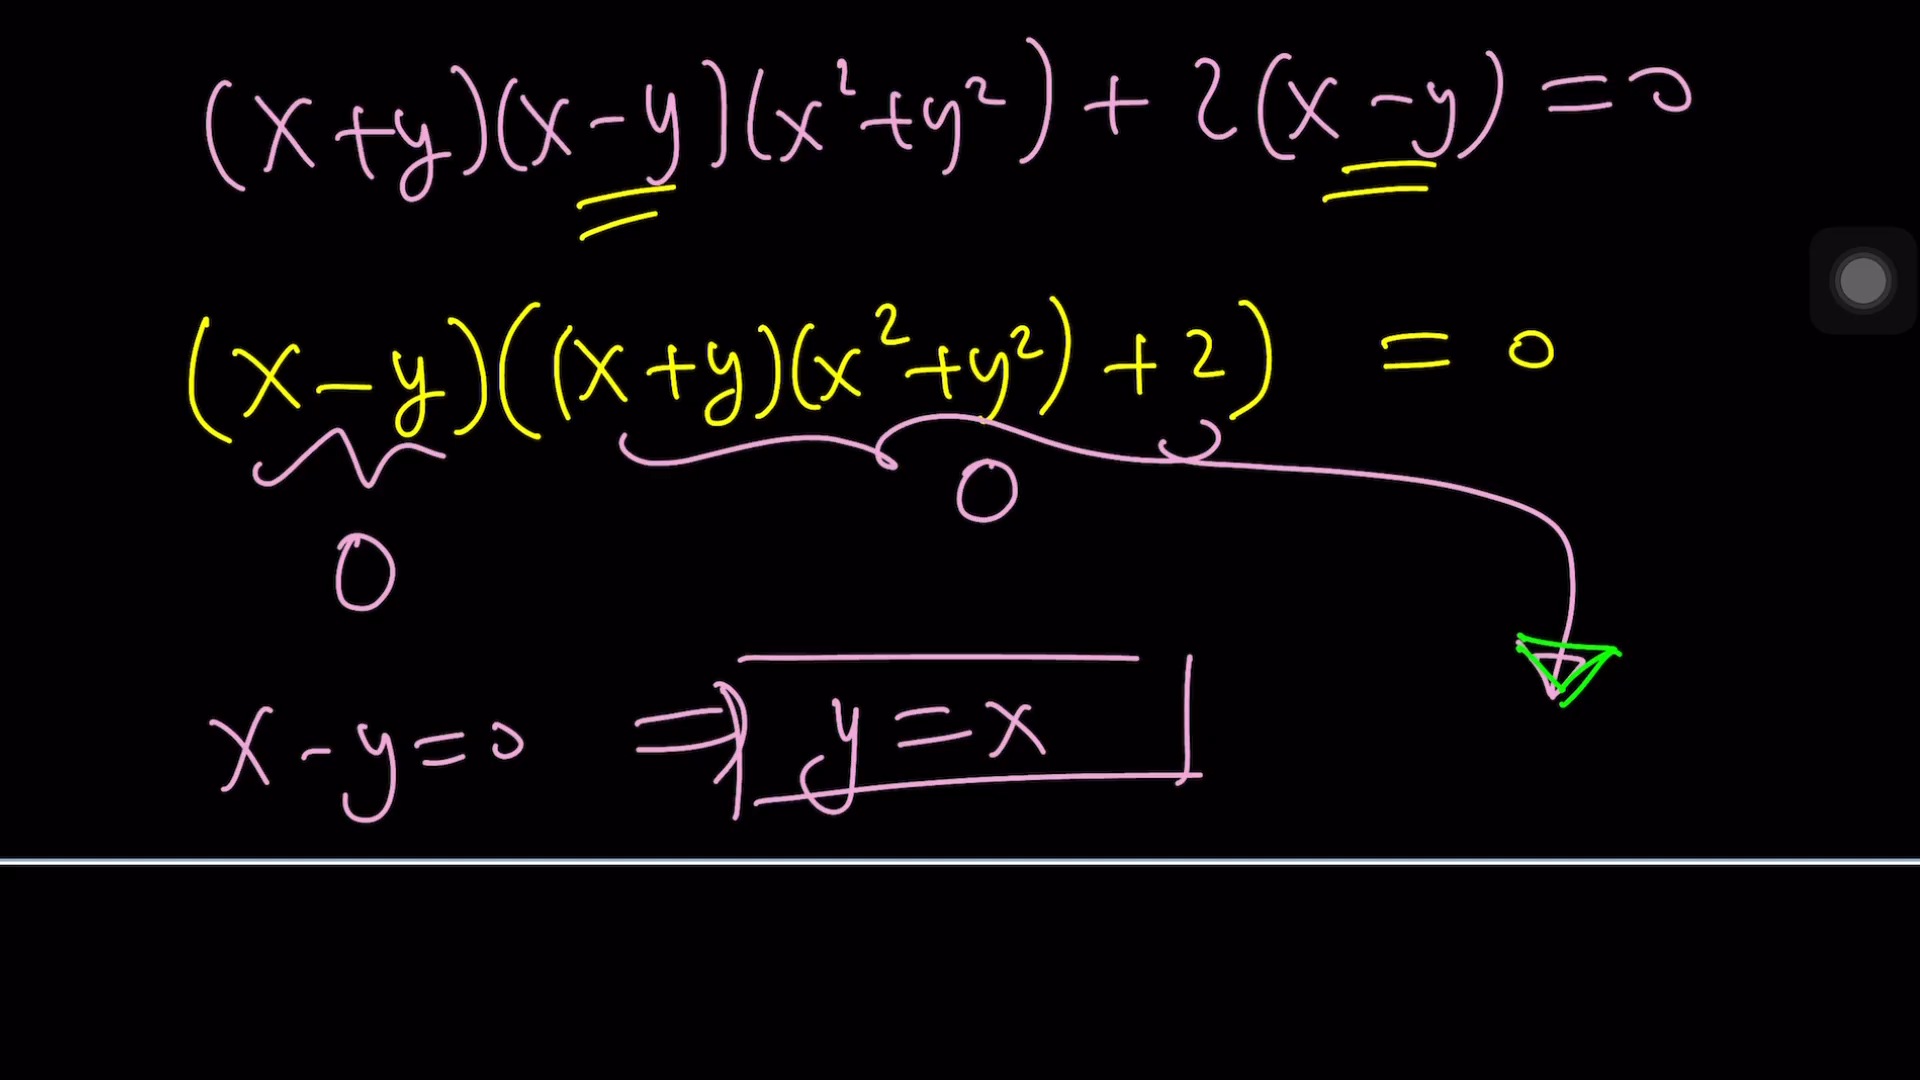 (x+y)(x-y)(x²+y²)+2(x-y)=0
(x-y)((x+y)(x²+y²)+2) = 0
0
0
x-y=0 ⇒ y=x